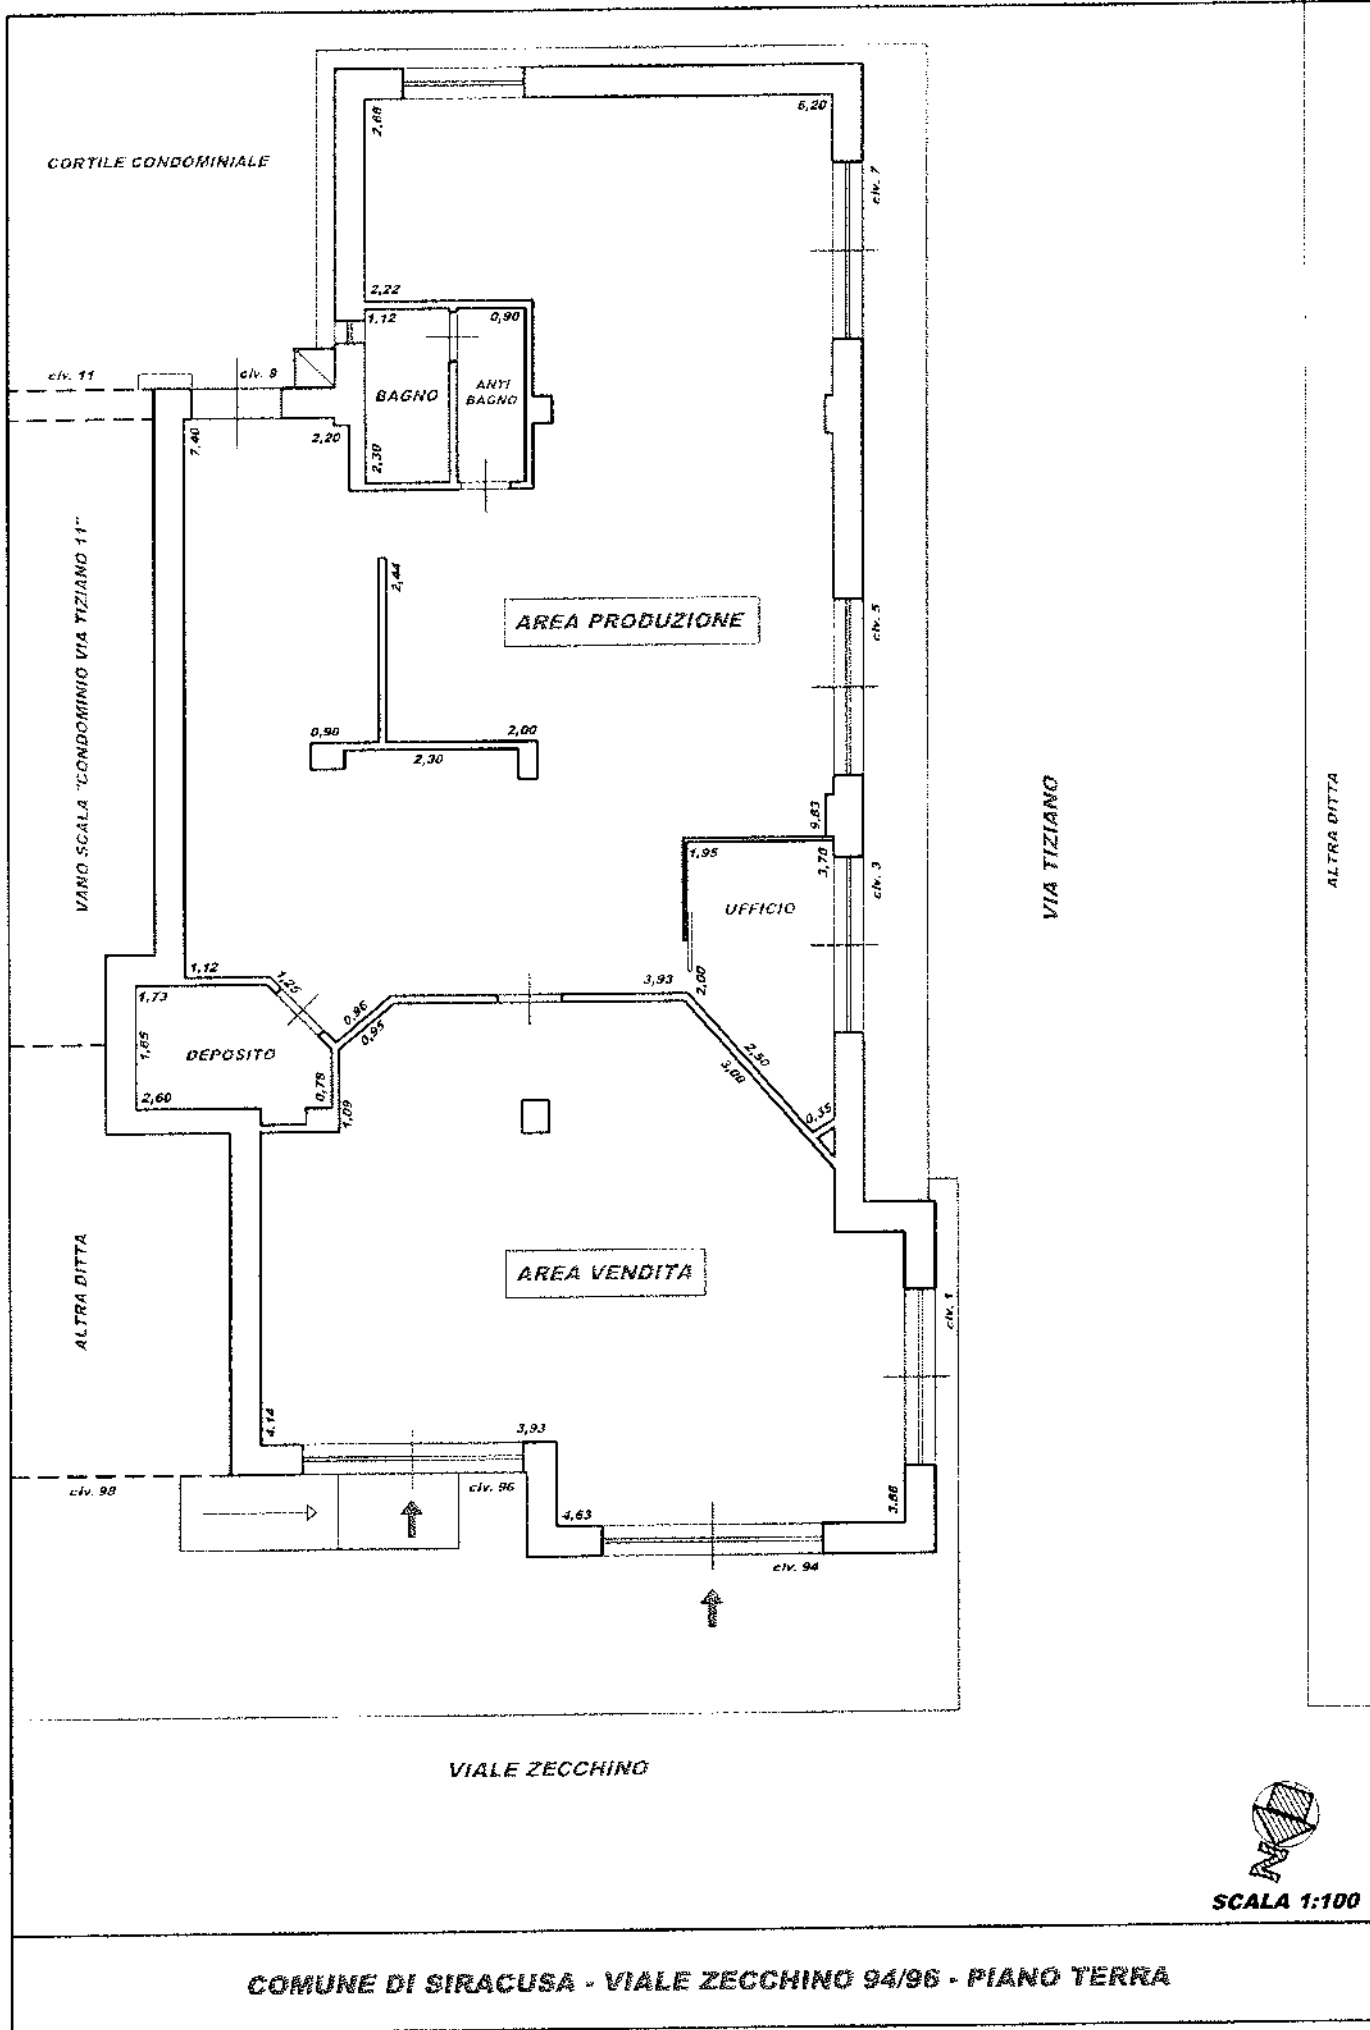 6,20
2,68
CORTILE CONDOMINIALE
civ. 7
2,22
1,12
0,90
civ. 11
civ. 9
BAGNO
ANTI
BAGNO
7,40
2,20
2,30
VANO SCALA "CONDOMINIO VIA TIZIANO 11"
2,44
AREA PRODUZIONE
civ. 5
0,90
2,00
2,30
9,83
1,95
3,70
civ. 3
UFFICIO
VIA TIZIANO
ALTRA DITTA
1,12
1,25
3,93
2,00
1,73
0,96
0,95
1,65
DEPOSITO
2,50
3,00
2,60
0,78
1,09
0,35
AREA VENDITA
ALTRA DITTA
civ. 1
4,14
3,93
civ. 98
civ. 96
4,63
3,86
civ. 94
VIALE ZECCHINO
N
SCALA 1:100
COMUNE DI SIRACUSA - VIALE ZECCHINO 94/96 - PIANO TERRA